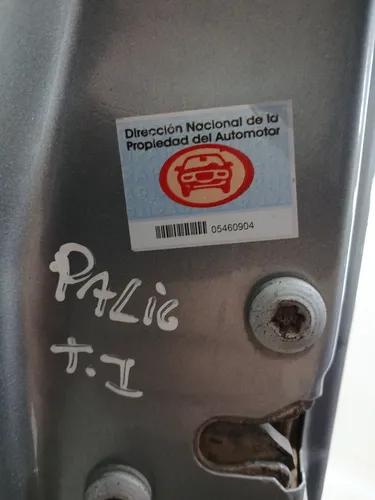 Dirección Nacional de la
Propiedad del Automotor
05460904
PALIO
T.I